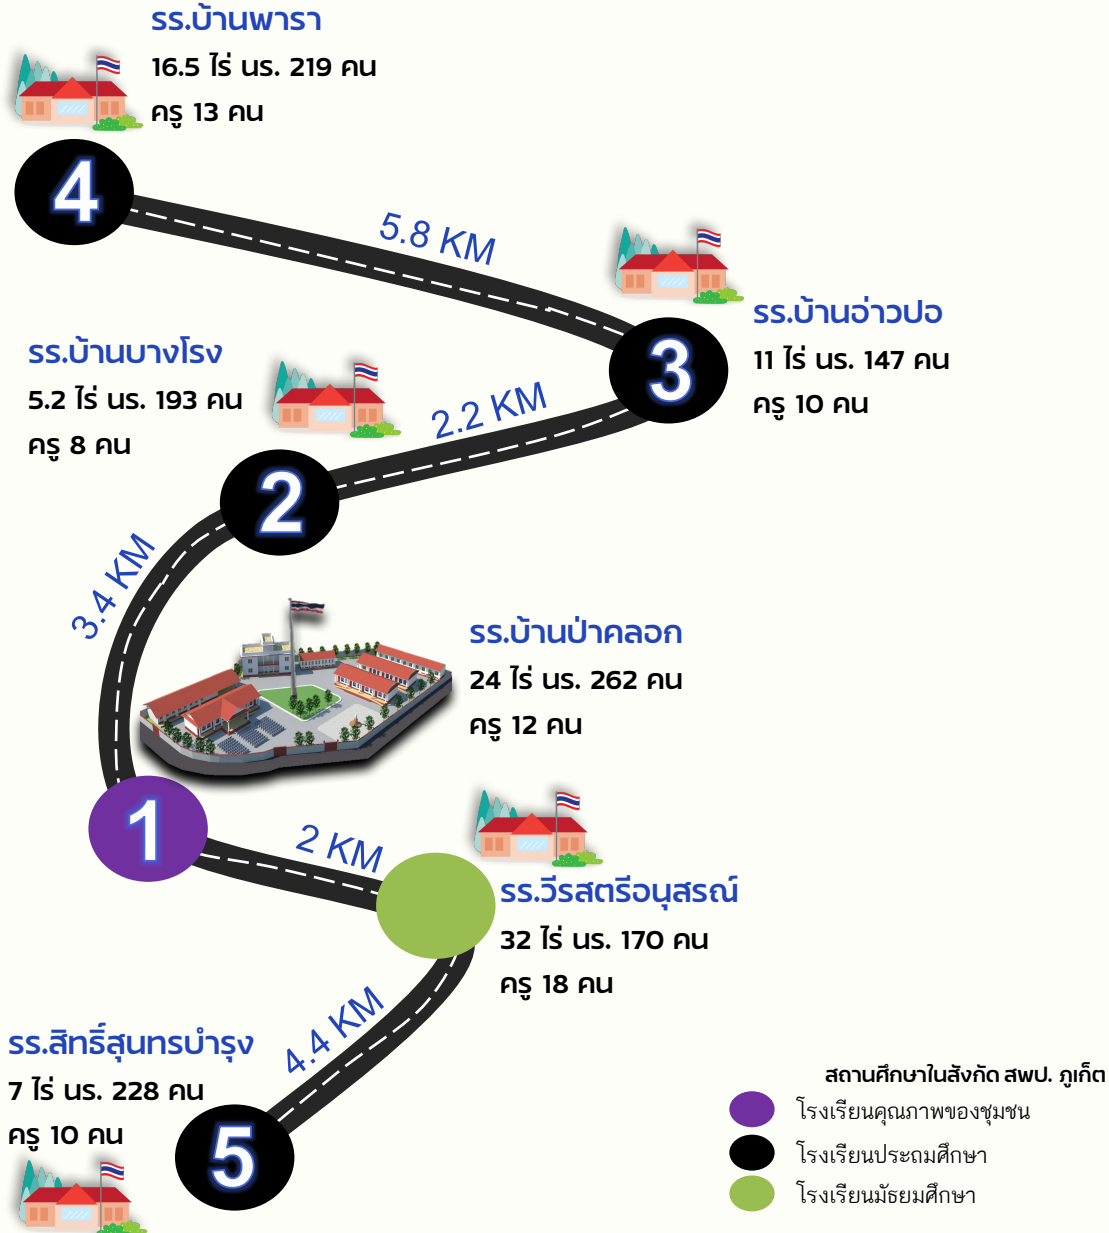 รร.บ้านพารา
16.5 ไร่ นร. 219 คน
ครู 13 คน
4
5.8 KM
รร.บ้านอ่าวปอ
11 ไร่ นร. 147 คน
ครู 10 คน
3
รร.บ้านบางโรง
5.2 ไร่ นร. 193 คน
ครู 8 คน
2.2 KM
2
3.4 KM
รร.บ้านป่าคลอก
24 ไร่ นร. 262 คน
ครู 12 คน
1
2 KM
รร.วีรสตรีอนุสรณ์
32 ไร่ นร. 170 คน
ครู 18 คน
4.4 KM
รร.สิทธิ์สุนทรบำรุง
7 ไร่ นร. 228 คน
ครู 10 คน
5
สถานศึกษาในสังกัด สพป. ภูเก็ต
โรงเรียนคุณภาพของชุมชน
โรงเรียนประถมศึกษา
โรงเรียนมัธยมศึกษา